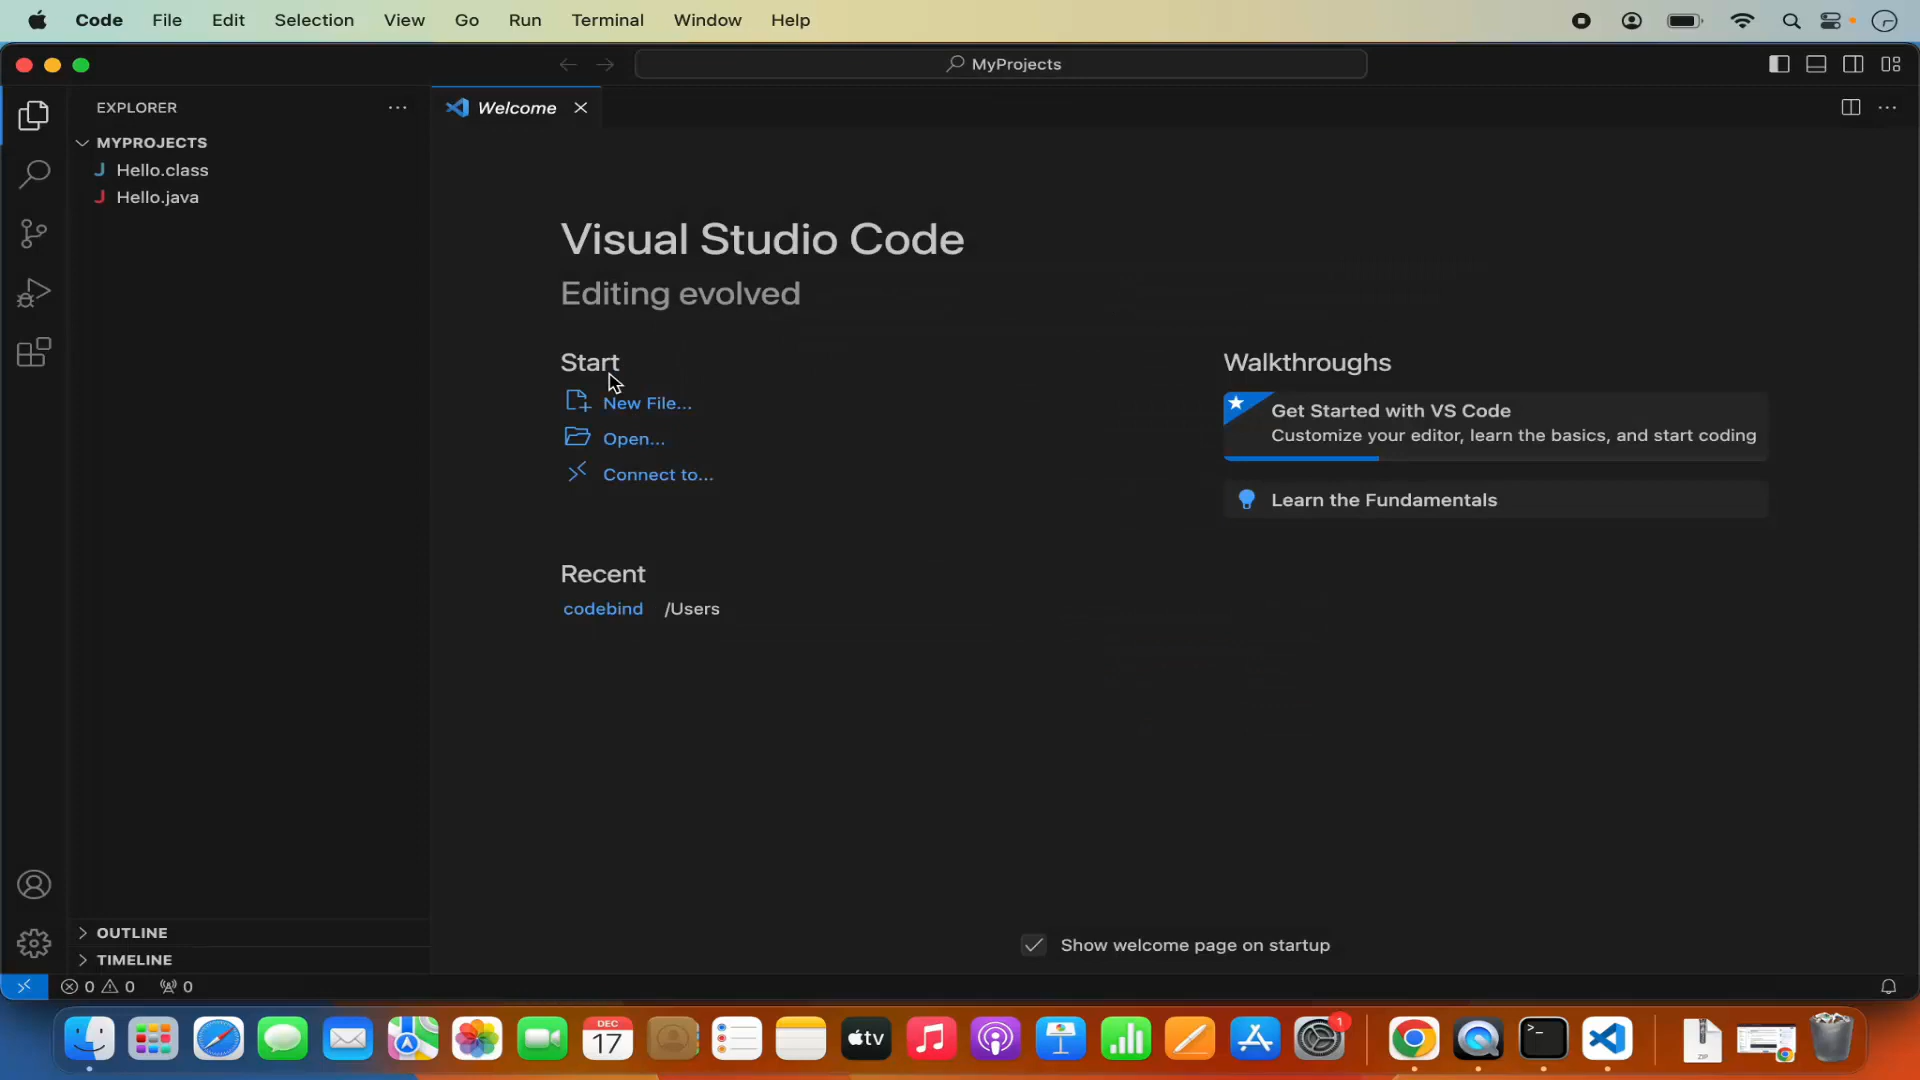 Code File Edit Selection View Go Run Terminal Window Help
MyProjects
EXPLORER
Welcome
MYPROJECTS
J Hello.class
J Hello.java
Visual Studio Code
Editing evolved
Start
New File...
Open...
Connect to...
Recent
codebind /Users
Walkthroughs
Get Started with VS Code
Customize your editor, learn the basics, and start coding
Learn the Fundamentals
Show welcome page on startup
OUTLINE
TIMELINE
0 0 0
DEC
17
tv
1
>_
ZIP